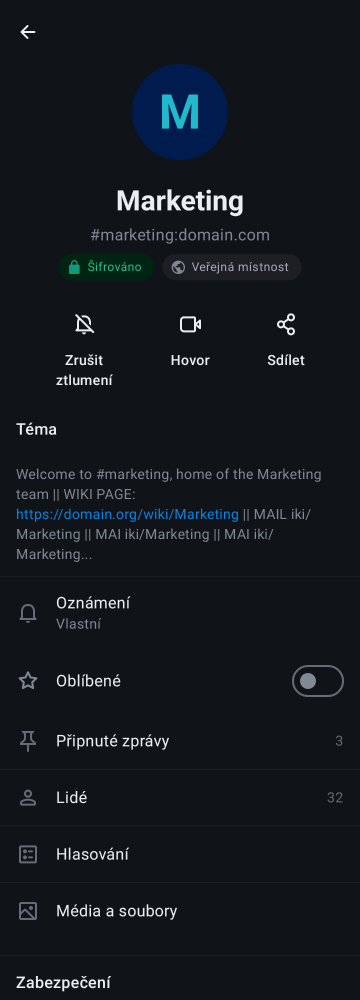 M
Marketing
#marketing:domain.com
Šifrováno
Veřejná místnost
Zrušit
ztlumení
Hovor
Sdílet
Téma
Welcome to #marketing, home of the Marketing
team || WIKI PAGE:
https://domain.org/wiki/Marketing || MAIL iki/
Marketing || MAI iki/Marketing || MAI iki/
Marketing...
Oznámení
Vlastní
Oblíbené
Připnuté zprávy 3
Lidé 32
Hlasování
Média a soubory
Zabezpečení